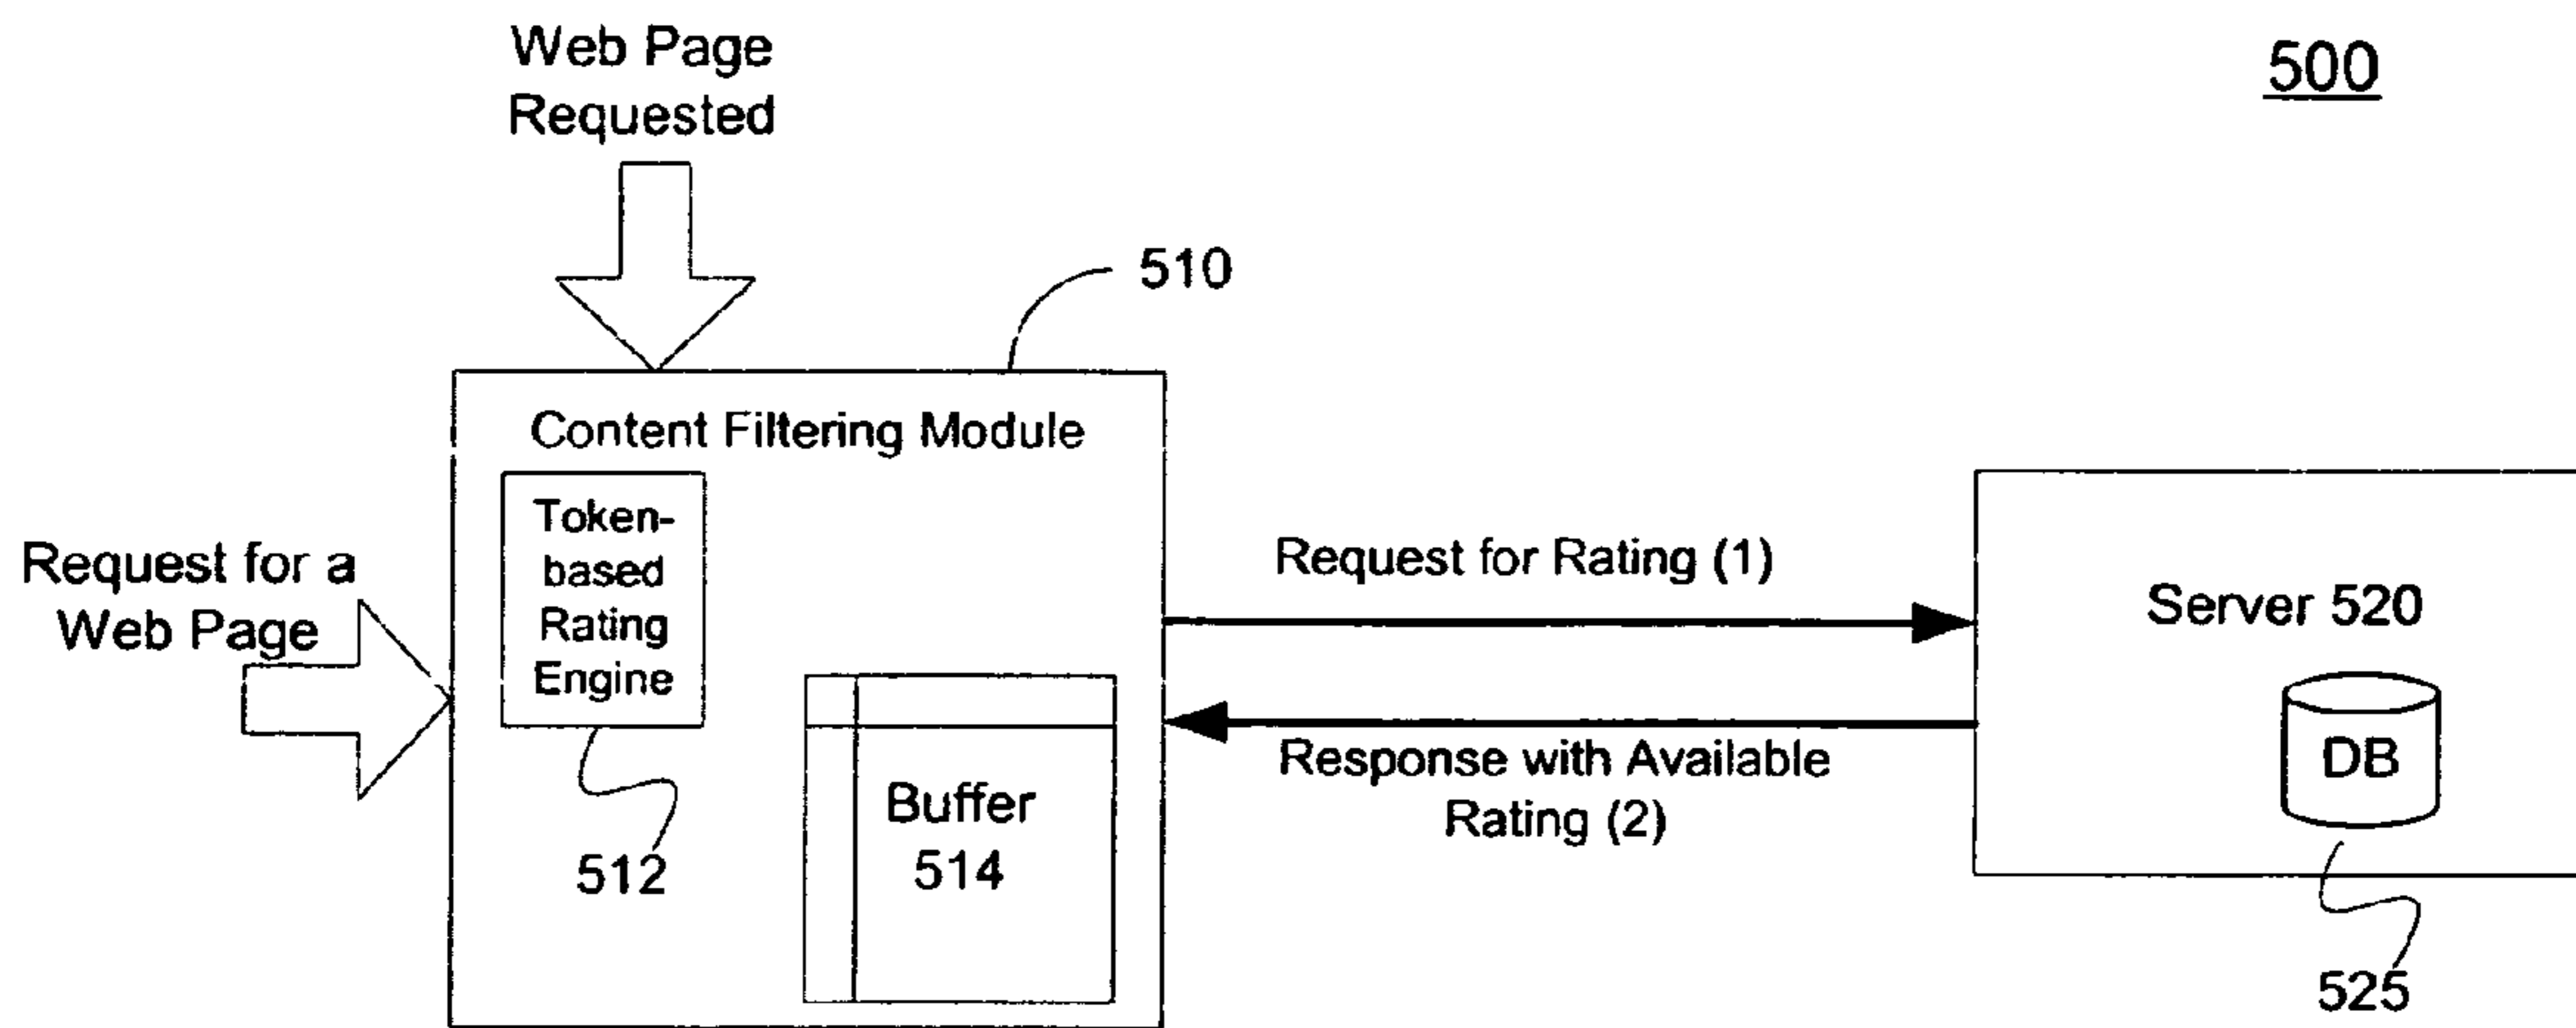 Web Page
Requested
500
510
Content Filtering Module
Token-
based
Rating
Engine
Request for a
Web Page
Request for Rating (1)
Server 520
Response with Available
Rating (2)
DB
Buffer
514
512
525